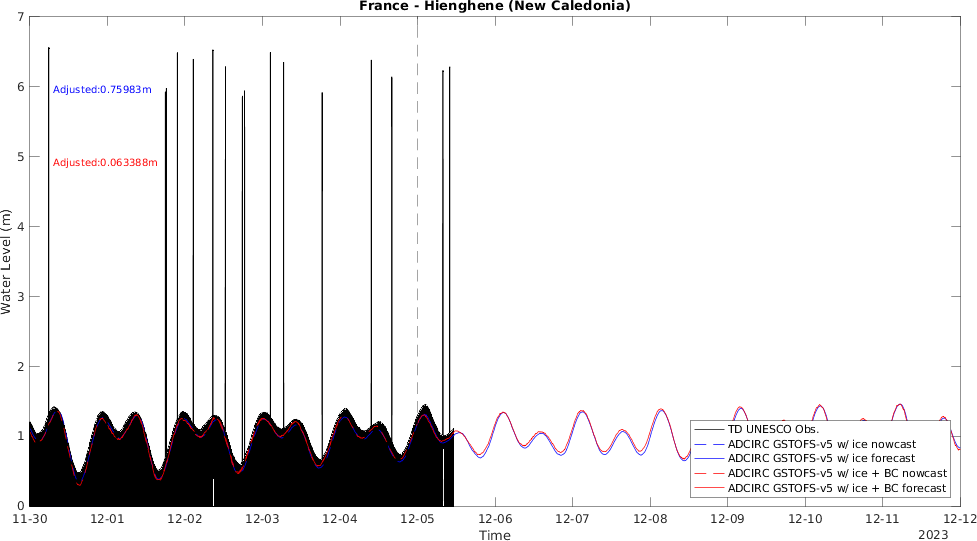 France - Hienghene (New Caledonia)
7
6
5
4
3
2
1
0
Water Level (m)
Adjusted:0.75983m
Adjusted:0.063388m
TD UNESCO Obs.
ADCIRC GSTOFS-v5 w/ ice nowcast
ADCIRC GSTOFS-v5 w/ ice forecast
ADCIRC GSTOFS-v5 w/ ice + BC nowcast
ADCIRC GSTOFS-v5 w/ ice + BC forecast
11-30 12-01 12-02 12-03 12-04 12-05 12-06 12-07 12-08 12-09 12-10 12-11 12-12
Time
2023